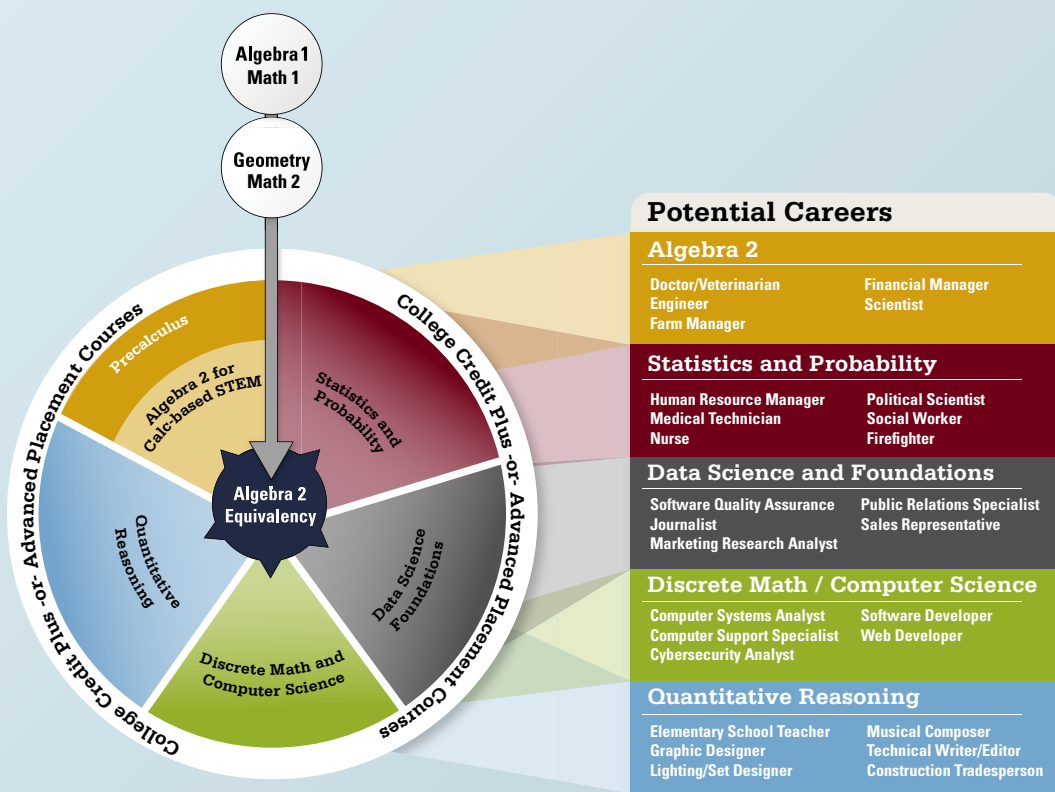 Algebra 1
Math 1
Geometry
Math 2
College Credit Plus -or- Advanced Placement Courses
College Credit Plus -or- Advanced Placement Courses
Precalculus
Algebra 2 for
Calc-based STEM
Statistics and
Probability
Algebra 2
Equivalency
Quantitative
Reasoning
Data Science
Foundations
Discrete Math and
Computer Science
Potential Careers
Algebra 2
Doctor/Veterinarian
Engineer
Farm Manager
Financial Manager
Scientist
Statistics and Probability
Human Resource Manager
Medical Technician
Nurse
Political Scientist
Social Worker
Firefighter
Data Science and Foundations
Software Quality Assurance
Journalist
Marketing Research Analyst
Public Relations Specialist
Sales Representative
Discrete Math / Computer Science
Computer Systems Analyst
Computer Support Specialist
Cybersecurity Analyst
Software Developer
Web Developer
Quantitative Reasoning
Elementary School Teacher
Graphic Designer
Lighting/Set Designer
Musical Composer
Technical Writer/Editor
Construction Tradesperson